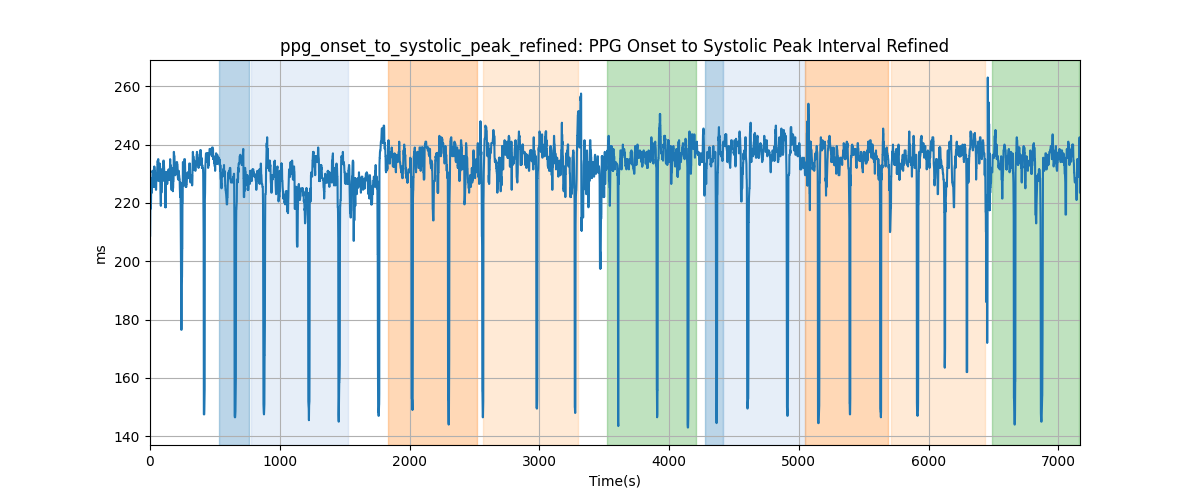 ppg_onset_to_systolic_peak_refined: PPG Onset to Systolic Peak Interval Refined
260
240
220
200
180
160
140
ms
0 1000 2000 3000 4000 5000 6000 7000
Time(s)